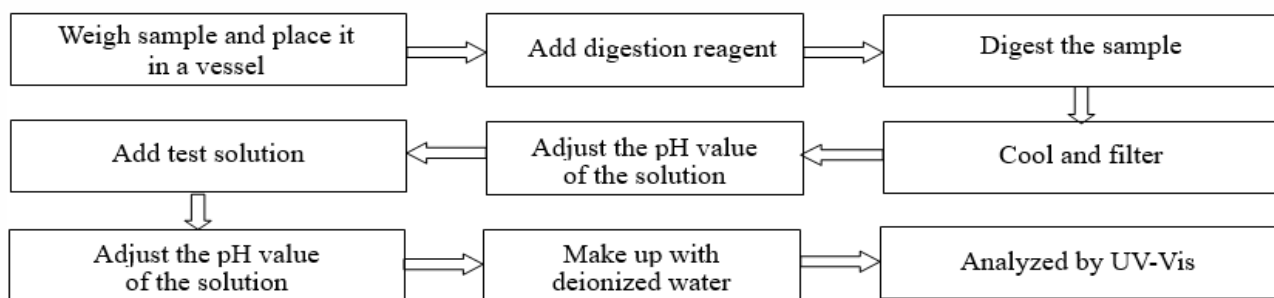 Weigh sample and place it
in a vessel
Add digestion reagent
Digest the sample
Cool and filter
Adjust the pH value
of the solution
Add test solution
Adjust the pH value
of the solution
Make up with
deionized water
Analyzed by UV-Vis